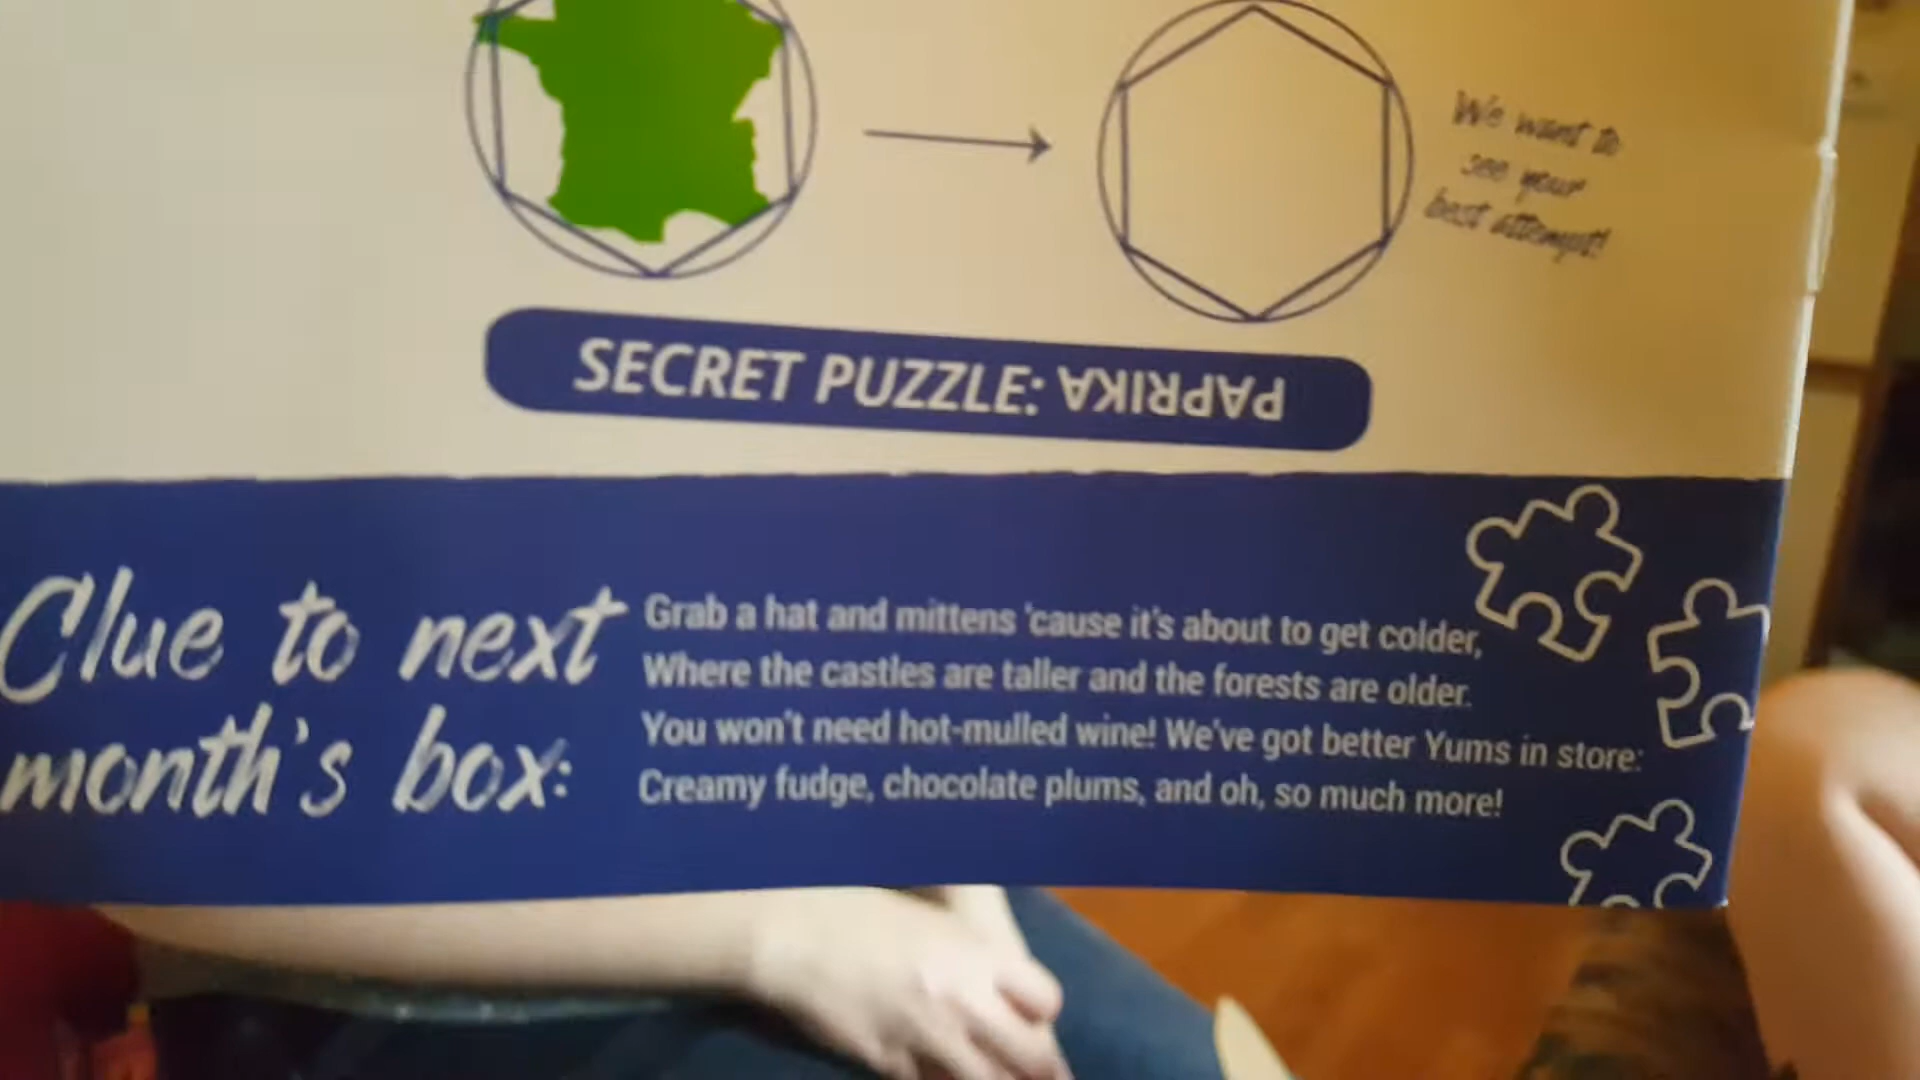 We want to
see your
best attempt!
SECRET PUZZLE: PAPRIKA
Clue to next
month's box:
Grab a hat and mittens 'cause it's about to get colder,
Where the castles are taller and the forests are older.
You won't need hot-mulled wine! We've got better Yums in store:
Creamy fudge, chocolate plums, and oh, so much more!